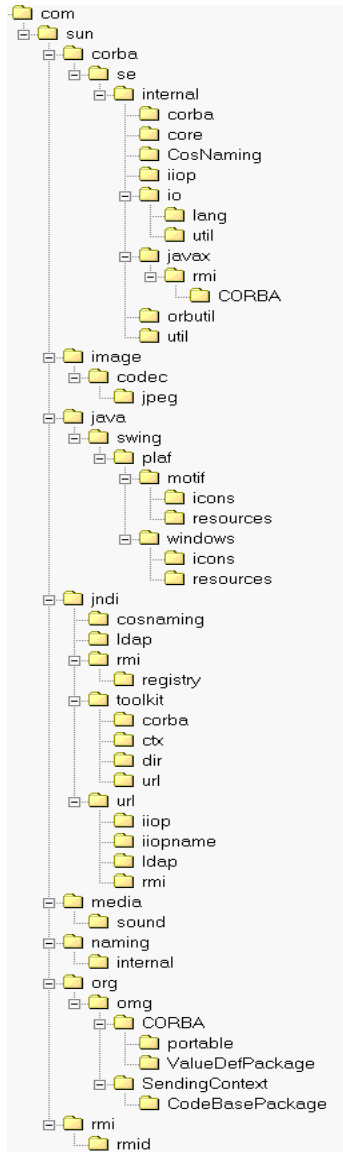 com
sun
corba
se
internal
corba
core
CosNaming
iiop
io
lang
util
javax
rmi
CORBA
orbutil
util
image
codec
jpeg
java
swing
plaf
motif
icons
resources
windows
icons
resources
jndi
cosnaming
ldap
rmi
registry
toolkit
corba
ctx
dir
url
url
iiop
iiopname
ldap
rmi
media
sound
naming
internal
org
omg
CORBA
portable
ValueDefPackage
SendingContext
CodeBasePackage
rmi
rmid